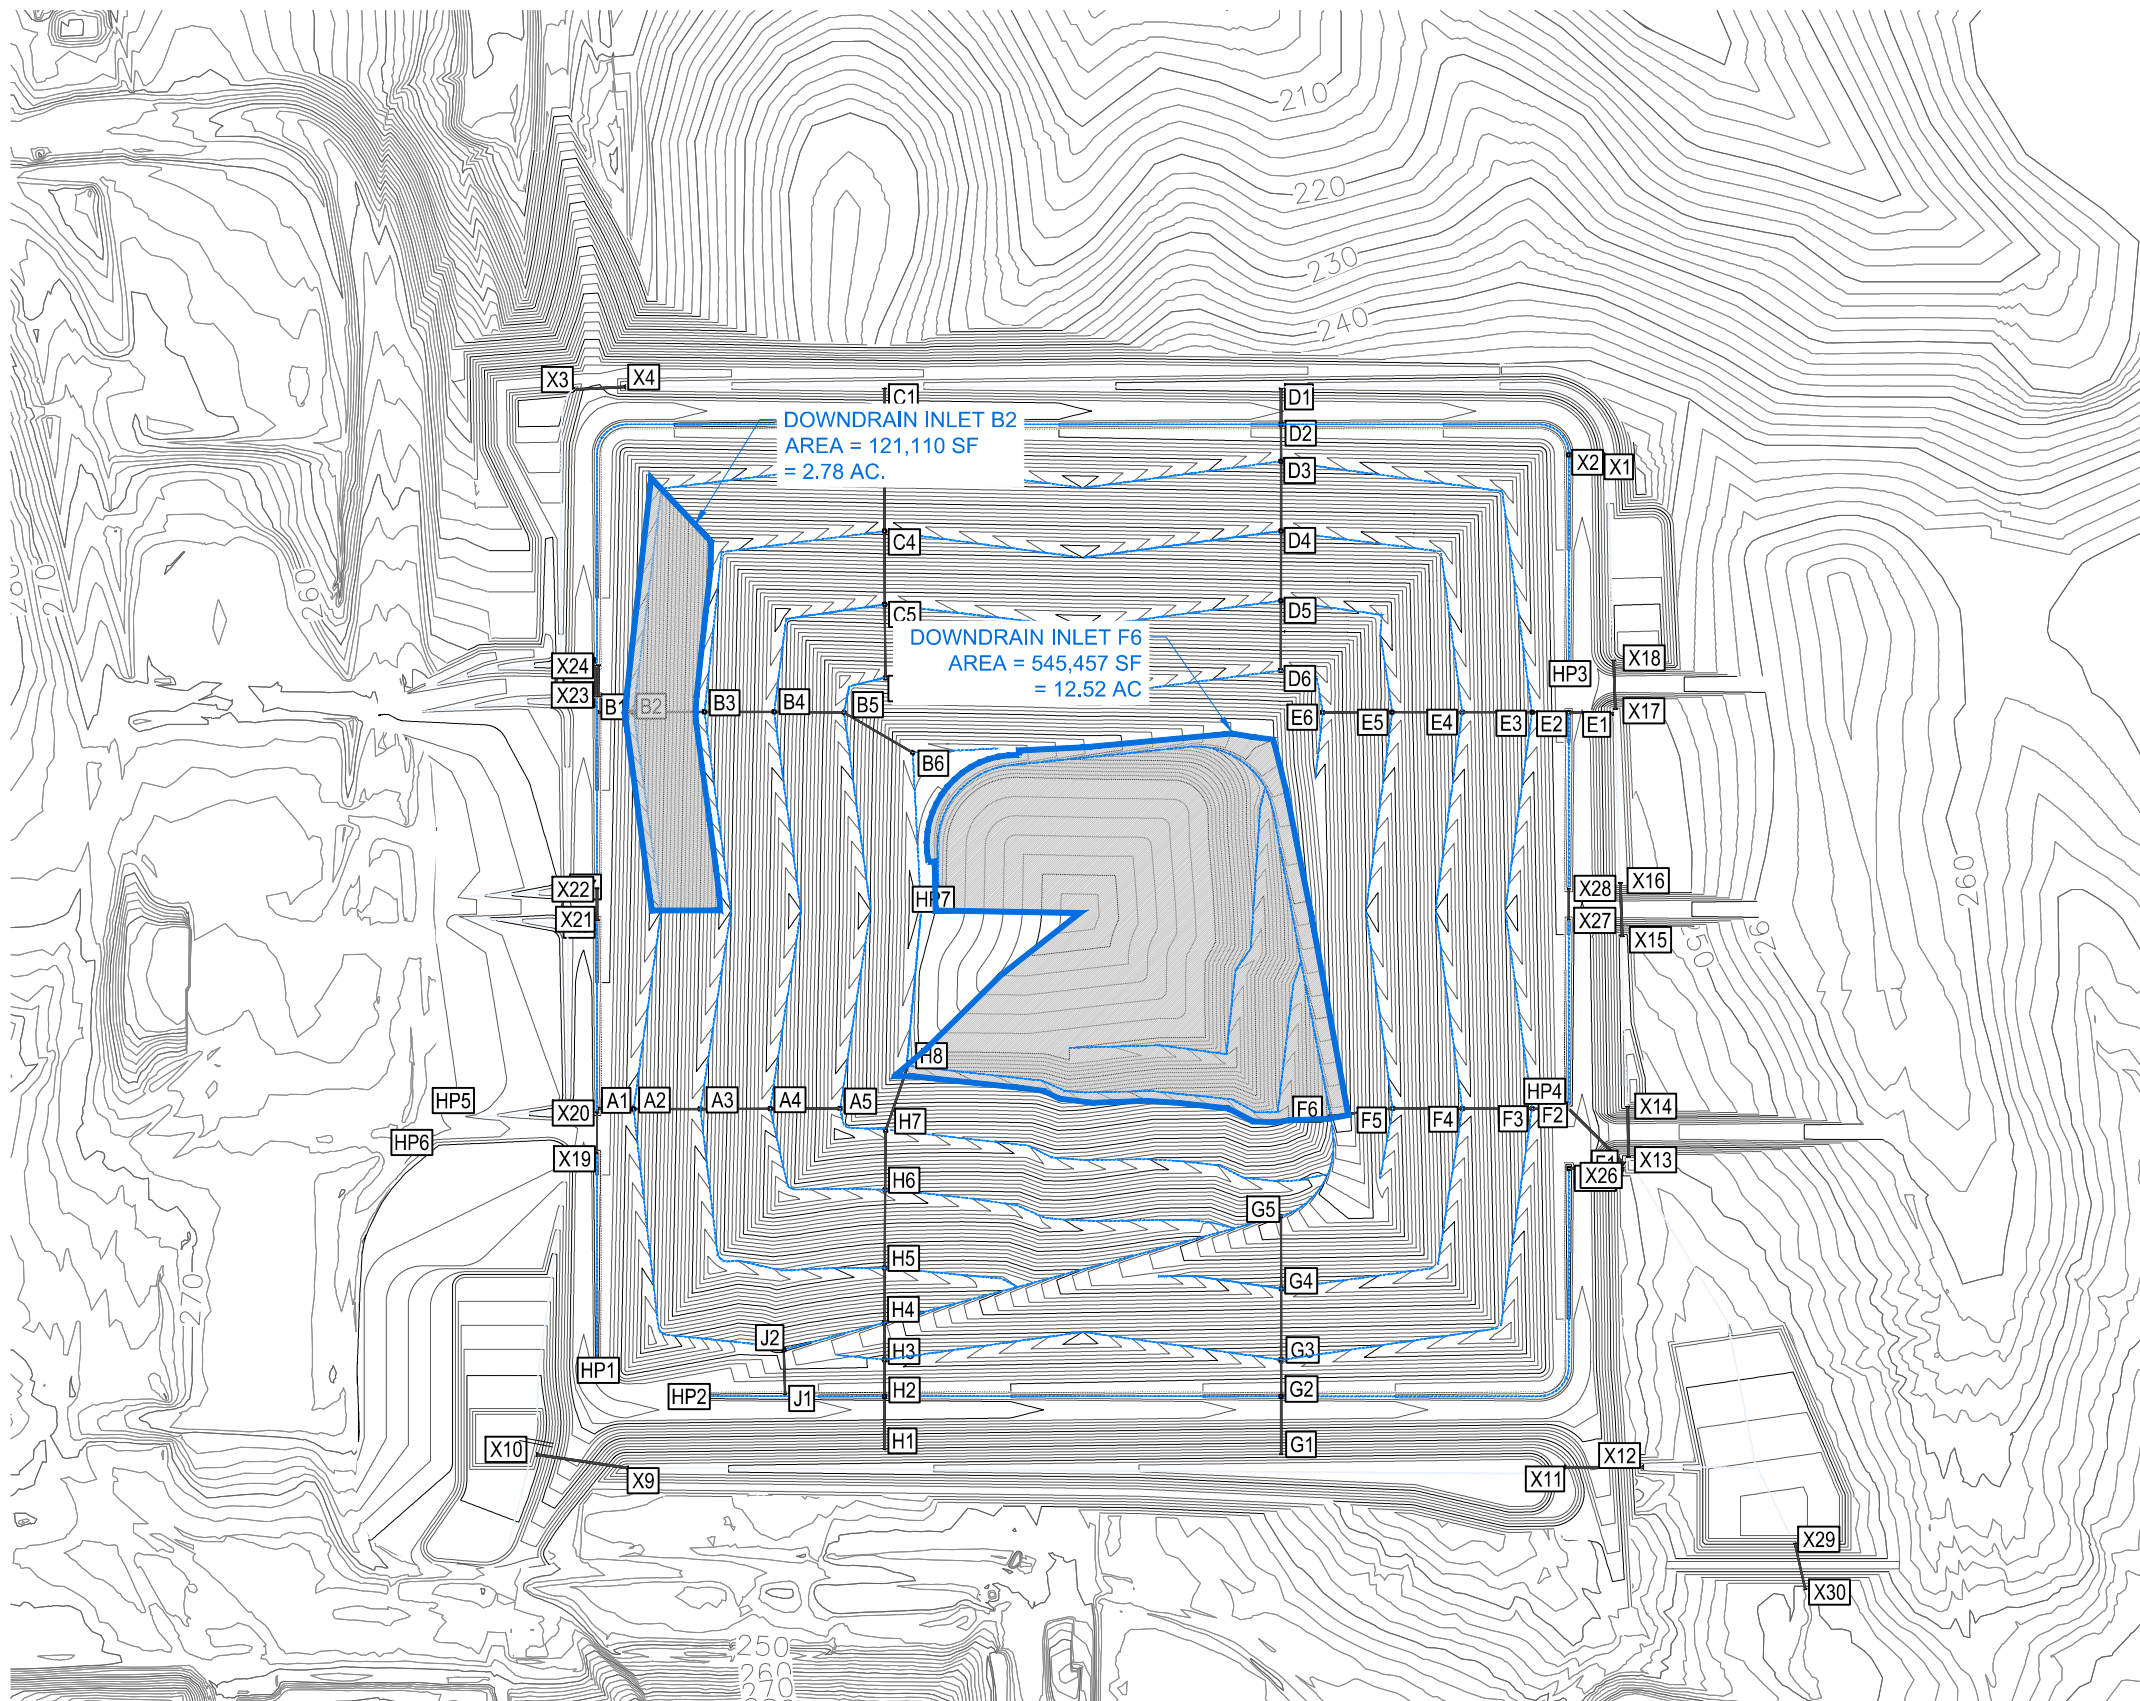 210
220
230
240
X3
X4
C1
D1
DOWNDRAIN INLET B2
AREA = 121,110 SF
= 2.78 AC.
D2
X2
X1
D3
C4
D4
270
260
C5
D5
DOWNDRAIN INLET F6
AREA = 545,457 SF
= 12.52 AC
X24
X23
D6
HP3
X18
B1
B2
B3
B4
B5
E6
E5
E4
E3
E2
E1
X17
B6
X22
X21
HP7
X28
X16
X27
X15
260
H8
HP5
HP6
X20
A1
A2
A3
A4
A5
H7
F6
F5
F4
F3
F2
HP4
X14
X19
X13
X26
H6
G5
270
H5
G4
H4
J2
H3
G3
HP1
HP2
J1
H2
G2
X10
H1
G1
X9
X11
X12
X29
X30
250
260
270